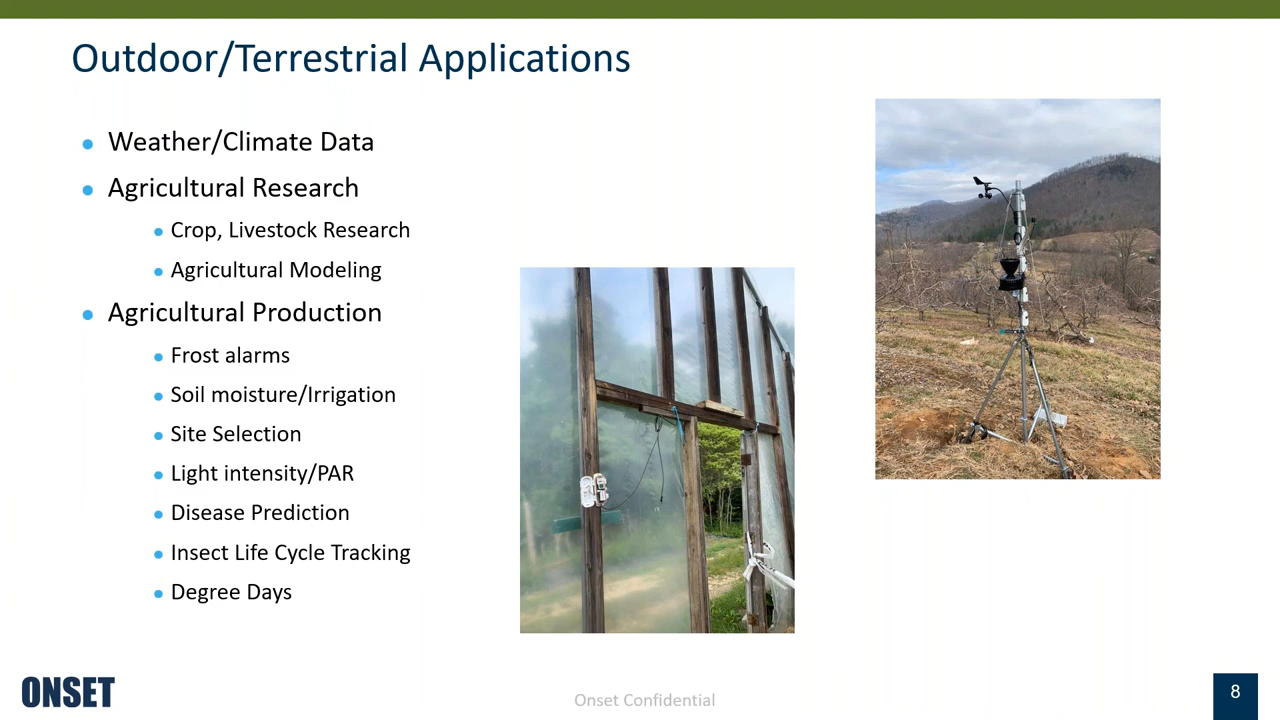 Outdoor/Terrestrial Applications
Weather/Climate Data
Agricultural Research
Crop, Livestock Research
Agricultural Modeling
Agricultural Production
Frost alarms
Soil moisture/Irrigation
Site Selection
Light intensity/PAR
Disease Prediction
Insect Life Cycle Tracking
Degree Days
ONSET
Onset Confidential
8